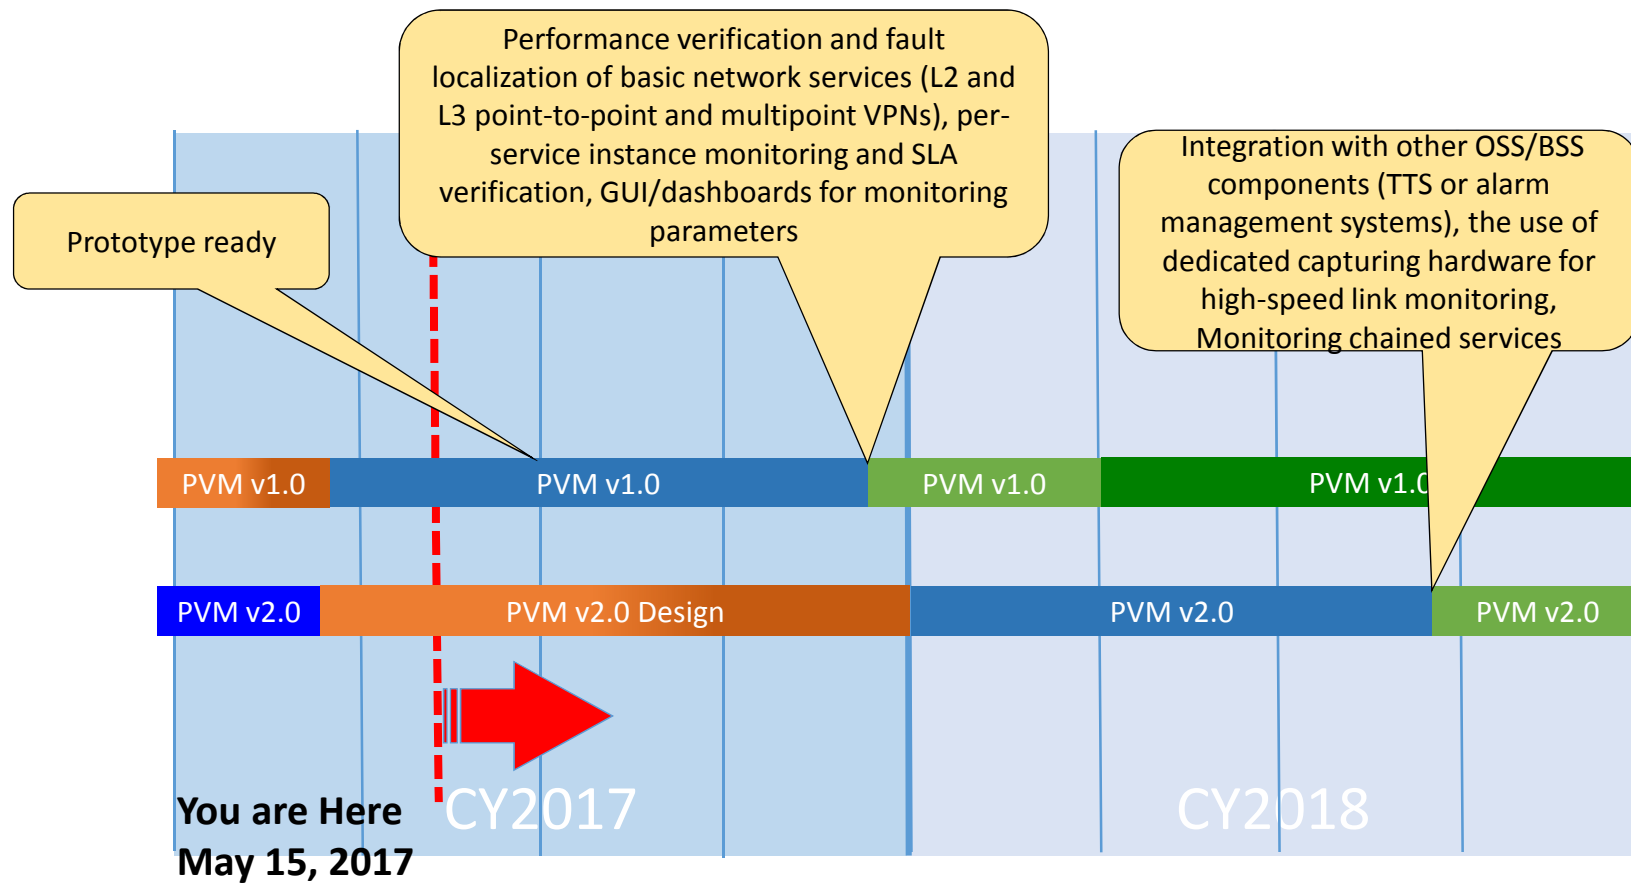 Performance verification and fault
localization of basic network services (L2 and
L3 point-to-point and multipoint VPNs), per-
service instance monitoring and SLA
verification, GUI/dashboards for monitoring
parameters
Integration with other OSS/BSS
components (TTS or alarm
management systems), the use of
dedicated capturing hardware for
high-speed link monitoring,
Monitoring chained services
Prototype ready
PVM v1.0
PVM v1.0
PVM v1.0
PVM v1.0
PVM v2.0
PVM v2.0 Design
PVM v2.0
PVM v2.0
CY2017
CY2018
You are Here
May 15, 2017